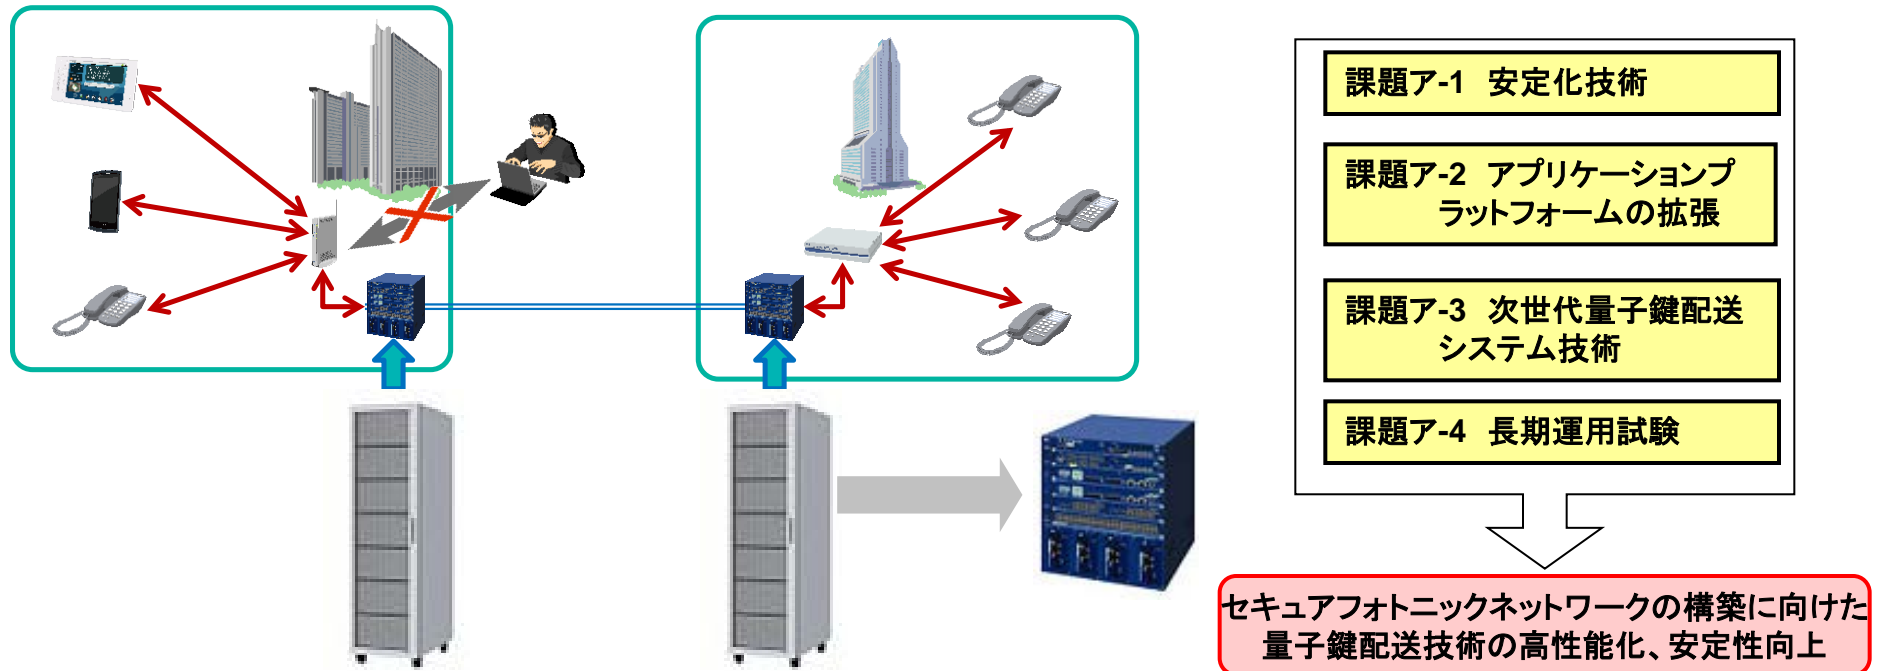 課題ア-1 安定化技術
課題ア-2 アプリケーションプ
ラットフォームの拡張
課題ア-3 次世代量子鍵配送
システム技術
課題ア-4 長期運用試験
セキュアフォトニックネットワークの構築に向けた
量子鍵配送技術の高性能化、安定性向上